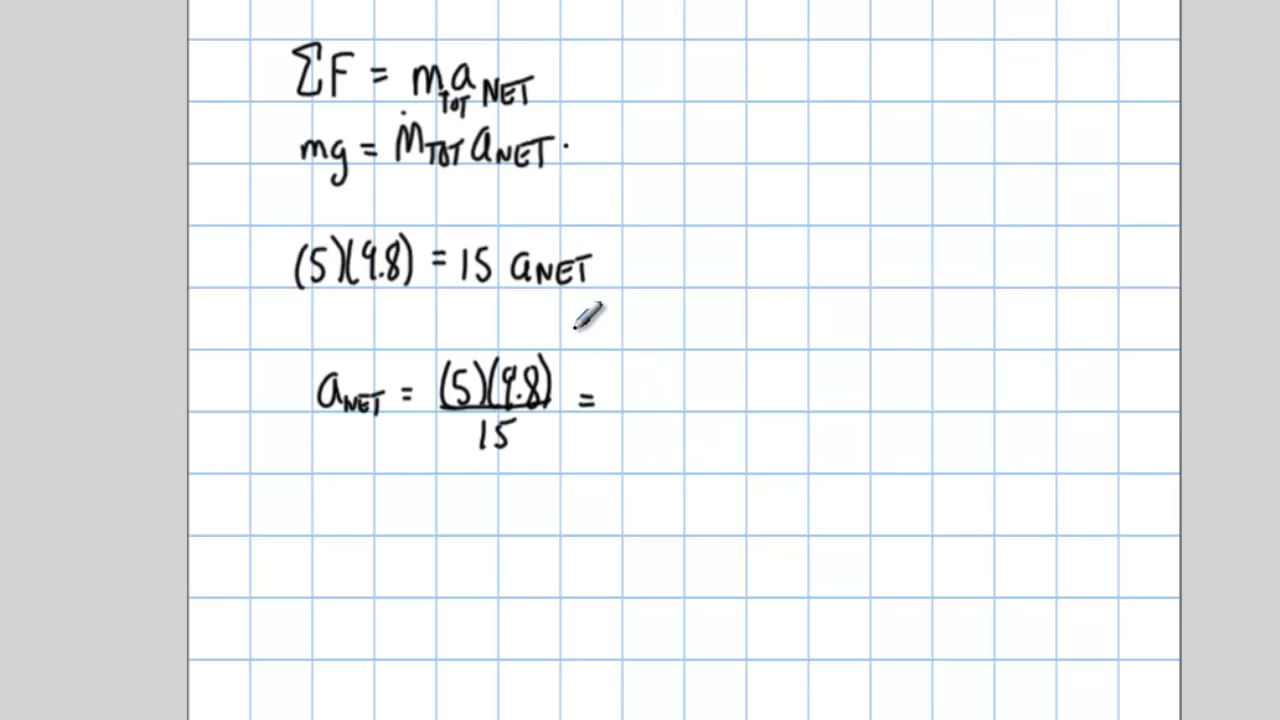 ΣF = m_TOT a_NET
mg = m_TOT a_NET.
(5)(9.8) = 15 a_NET
a_NET = (5)(9.8)/15 =